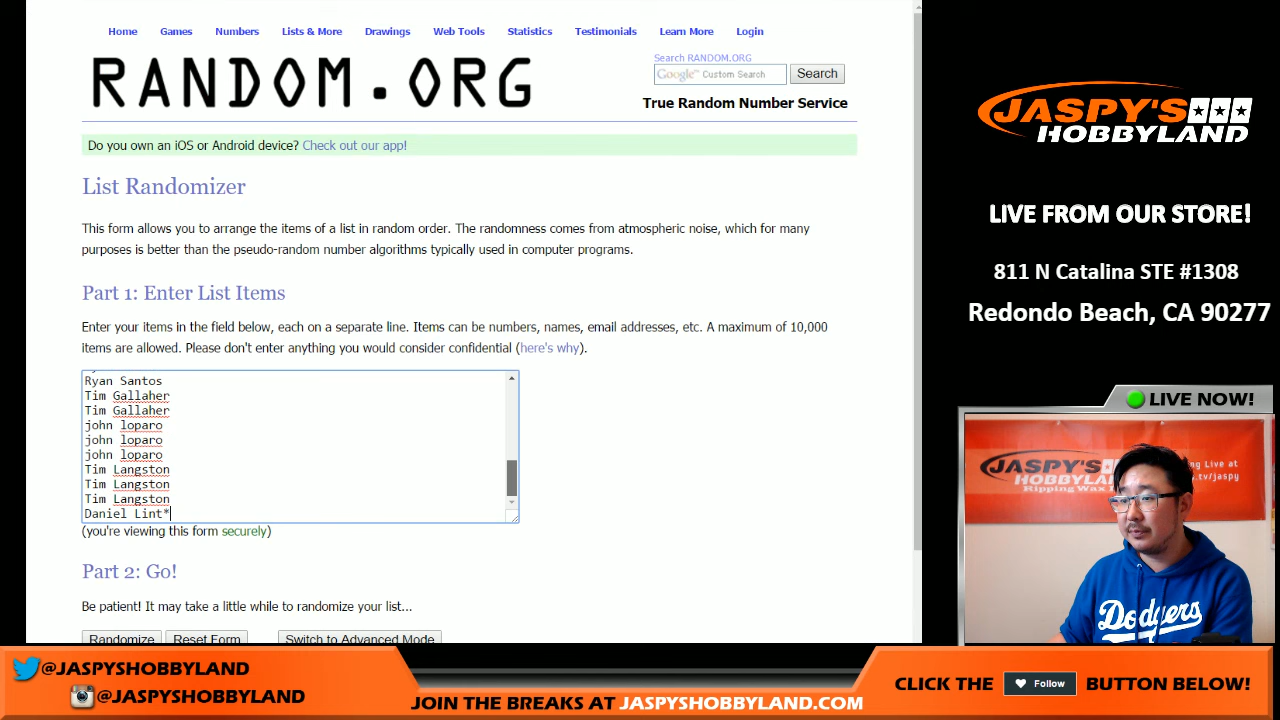 Home Games Numbers Lists & More Drawings Web Tools Statistics Testimonials Learn More Login
RANDOM.ORG
Search RANDOM.ORG
Google™ Custom Search Search
True Random Number Service
Do you own an iOS or Android device? Check out our app!
List Randomizer
This form allows you to arrange the items of a list in random order. The randomness comes from atmospheric noise, which for many
purposes is better than the pseudo-random number algorithms typically used in computer programs.
Part 1: Enter List Items
Enter your items in the field below, each on a separate line. Items can be numbers, names, email addresses, etc. A maximum of 10,000
items are allowed. Please don't enter anything you would consider confidential (here's why).
Ryan Santos
Tim Gallaher
Tim Gallaher
john loparo
john loparo
john loparo
Tim Langston
Tim Langston
Tim Langston
Daniel Lint*
(you're viewing this form securely)
Part 2: Go!
Be patient! It may take a little while to randomize your list...
Randomize Reset Form Switch to Advanced Mode
JASPY'S
HOBBYLAND
LIVE FROM OUR STORE!
811 N Catalina STE #1308
Redondo Beach, CA 90277
LIVE NOW!
JASPY'S
HOBBYLAND
Ripping Wax
ng Live at
.tv/jaspy
Dodgers
@JASPYSHOBBYLAND
@JASPYSHOBBYLAND
JOIN THE BREAKS AT JASPYSHOBBYLAND.COM
CLICK THE Follow BUTTON BELOW!